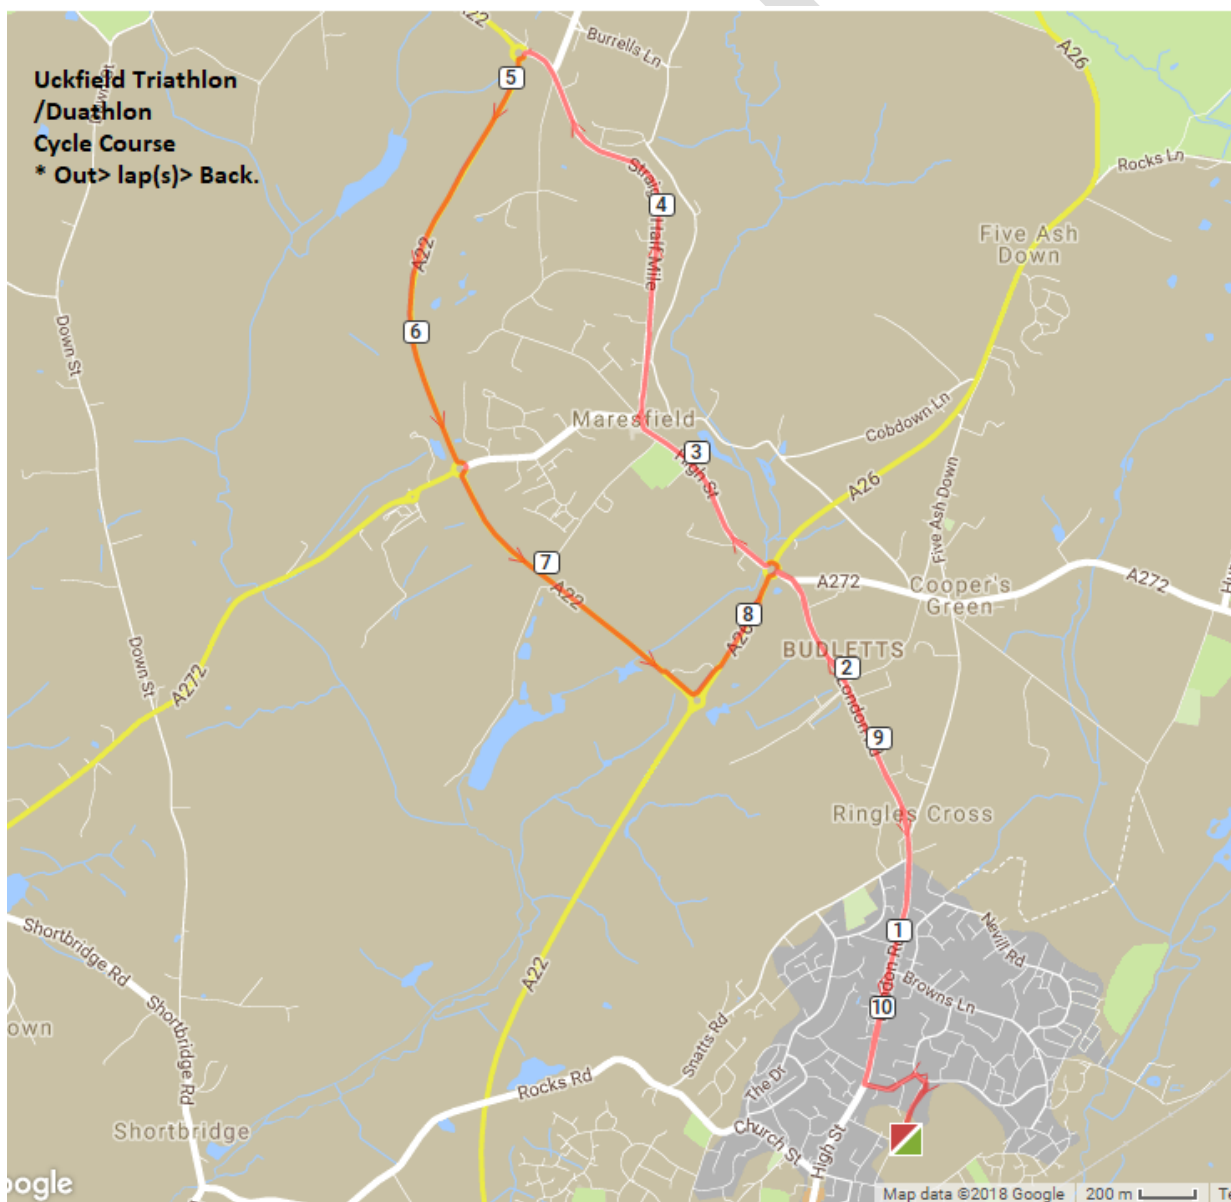 A22
Burrells Ln
A26
Uckfield Triathlon
/Duathlon
Cycle Course
* Out> lap(s)> Back.
5
Rocks Ln
4
Five Ash
Down
A22
6
Down St
Maresfield
3
High St
Cobdown Ln
A26
Five Ash Down
7
A22
A272
Cooper's
Green
A272
8
A26
BUDLETTS
2
Down St
A272
London Rd
9
Ringles Cross
Shortbridge Rd
A22
1
Nevill Rd
Browns Ln
10
Shortbridge Rd
Snatts Rd
Rocks Rd
The Dr
Church St
High St
Shortbridge
Map data ©2018 Google
200 m